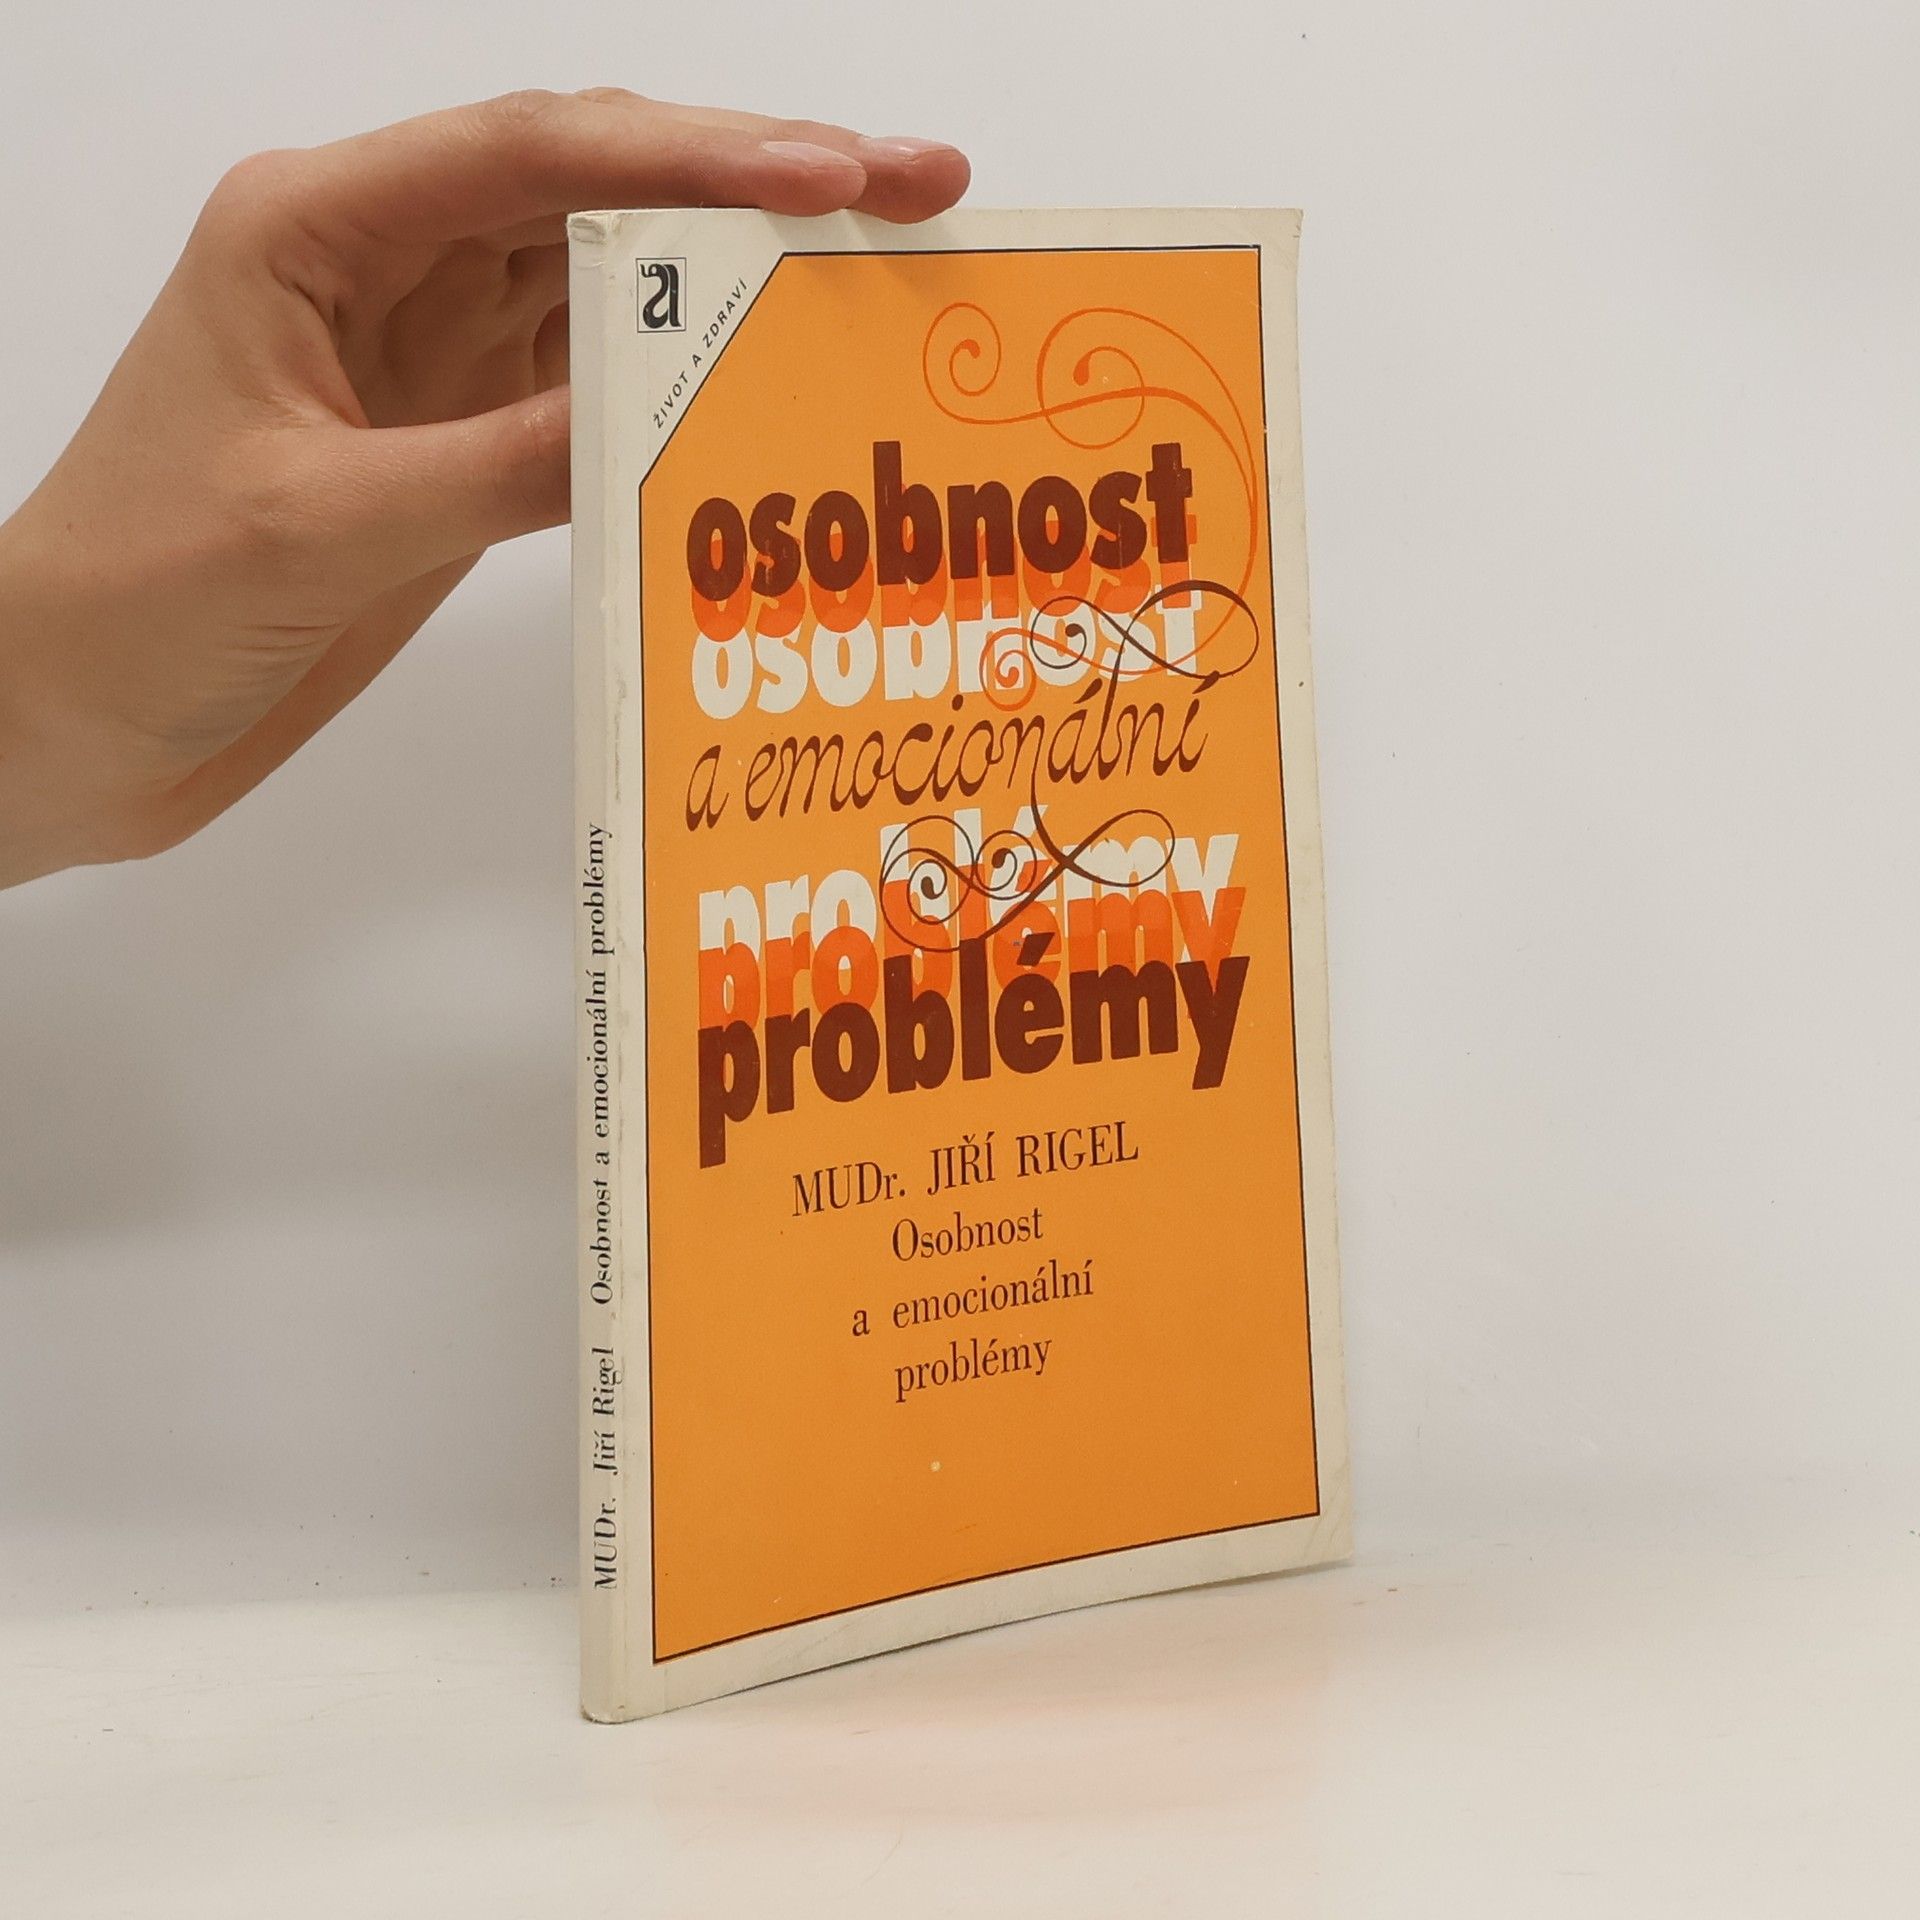 ŽIVOT A ZDRAVÍ
osobnost
osobnost
osobnost
a emocionální
problémy
problémy
problémy
MUDr. JIŘÍ RIGEL
Osobnost
a emocionální
problémy
MUDr. Jiří Rigel Osobnost a emocionální problémy